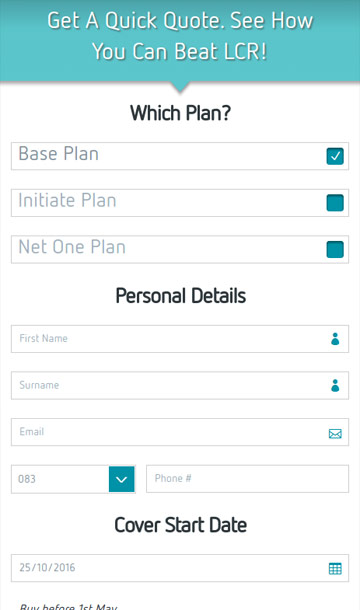 Get A Quick Quote. See How
You Can Beat LCR!
Which Plan?
Base Plan
Initiate Plan
Net One Plan
Personal Details
First Name
Surname
Email
083 Phone #
Cover Start Date
25/10/2016
Buy before 1st May